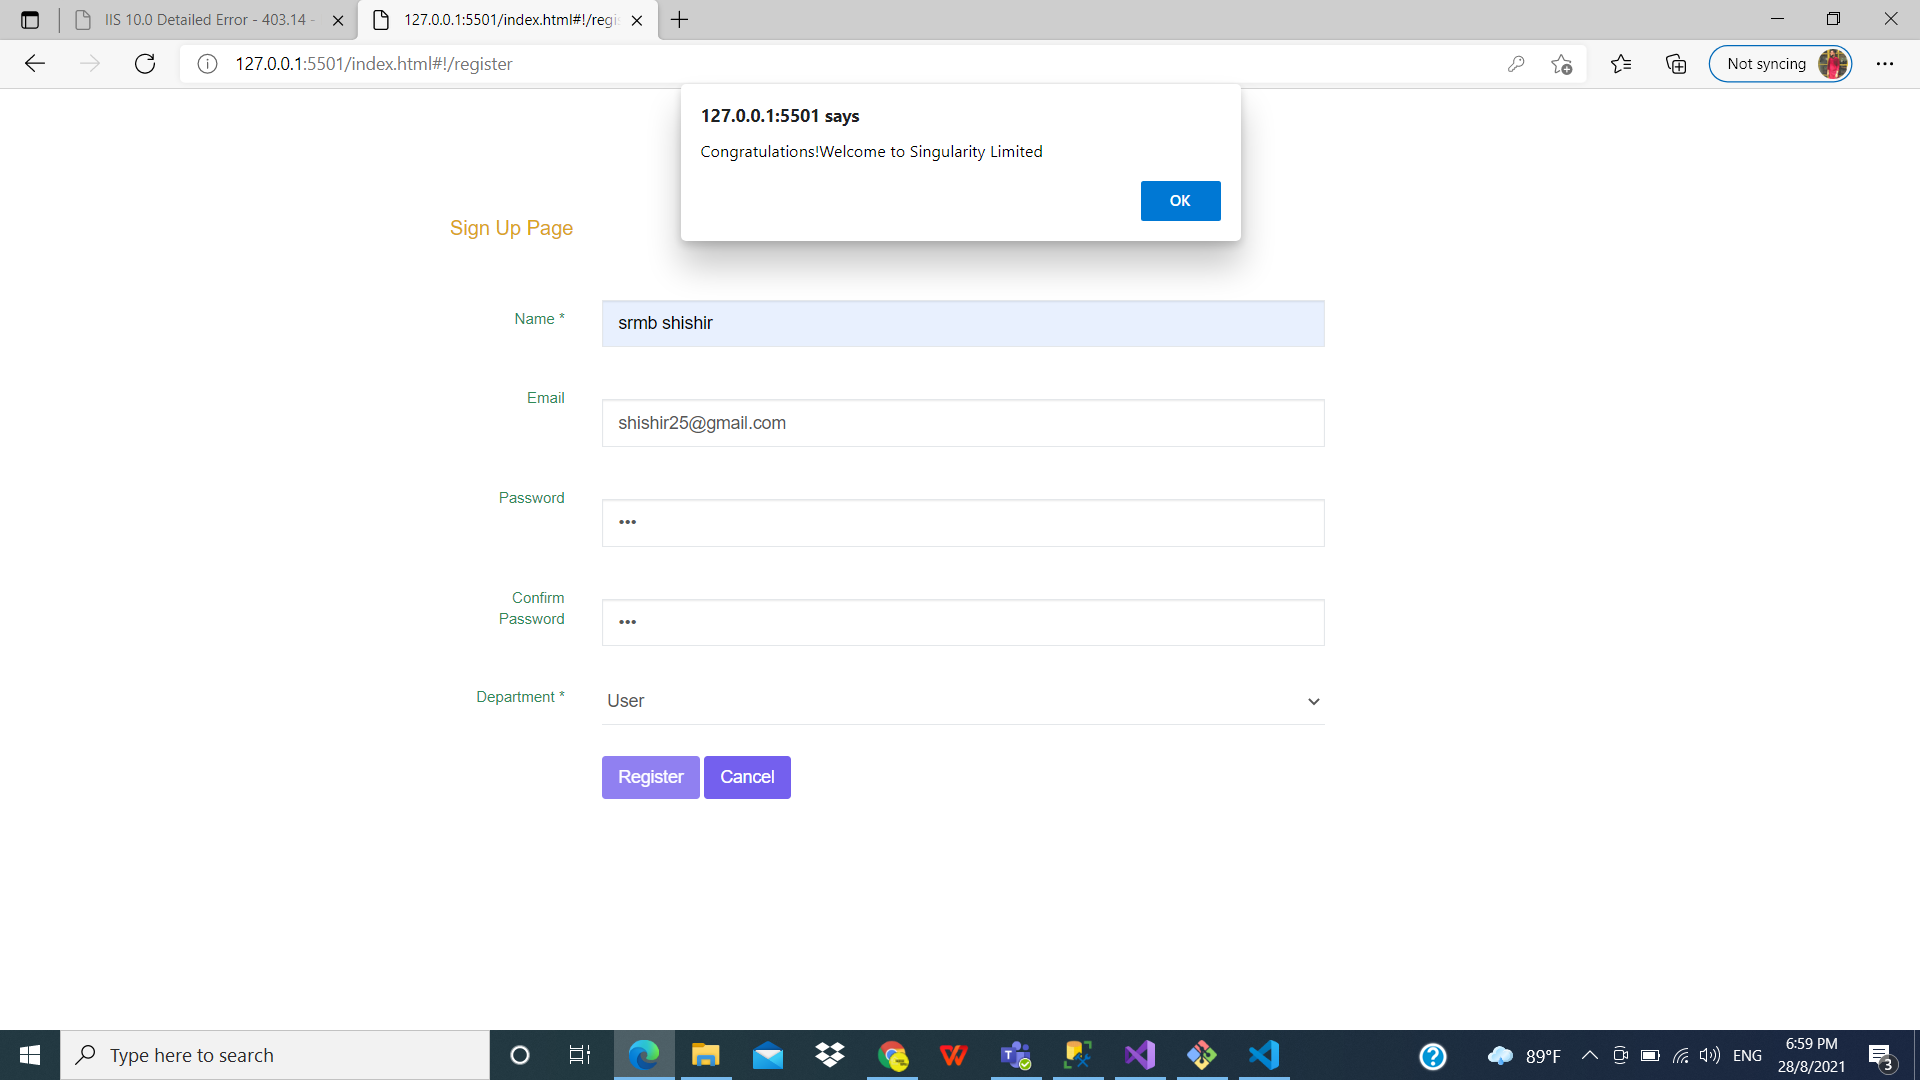 IIS 10.0 Detailed Error - 403.14 -
127.0.0.1:5501/index.html#!/regis
127.0.0.1:5501/index.html#!/register
Not syncing
127.0.0.1:5501 says
Congratulations!Welcome to Singularity Limited
OK
Sign Up Page
Name *
srmb shishir
Email
shishir25@gmail.com
Password
•••
Confirm
Password
•••
Department *
User
Register
Cancel
Type here to search
89°F
ENG
6:59 PM
28/8/2021
3